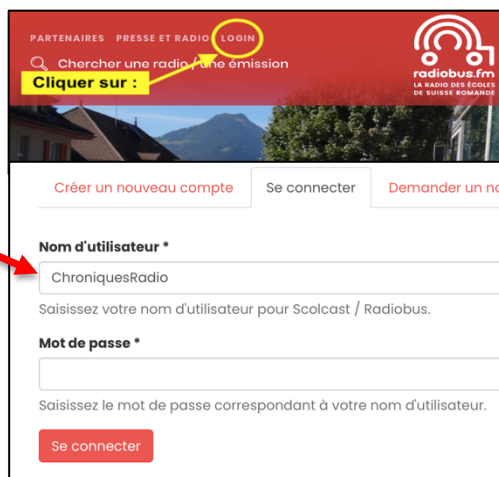 PARTENAIRES PRESSE ET RADIO LOGIN
Chercher une radio / une émission
Cliquer sur :
radiobus.fm
LA RADIO DES ÉCOLES
DE SUISSE ROMANDE
Créer un nouveau compte Se connecter Demander un no
Nom d'utilisateur *
ChroniquesRadio
Saisissez votre nom d'utilisateur pour Scolcast / Radiobus.
Mot de passe *
Saisissez le mot de passe correspondant à votre nom d'utilisateur.
Se connecter